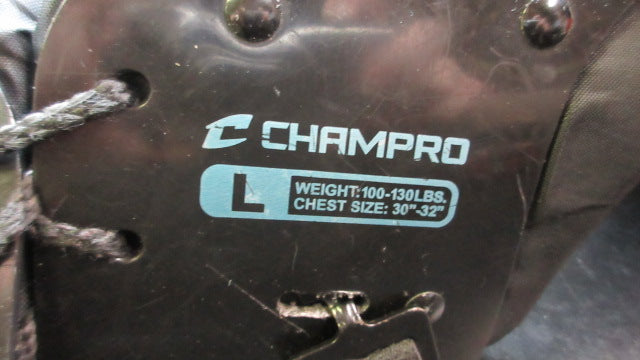 C CHAMPRO
L
WEIGHT:100-130LBS.
CHEST SIZE: 30"-32"